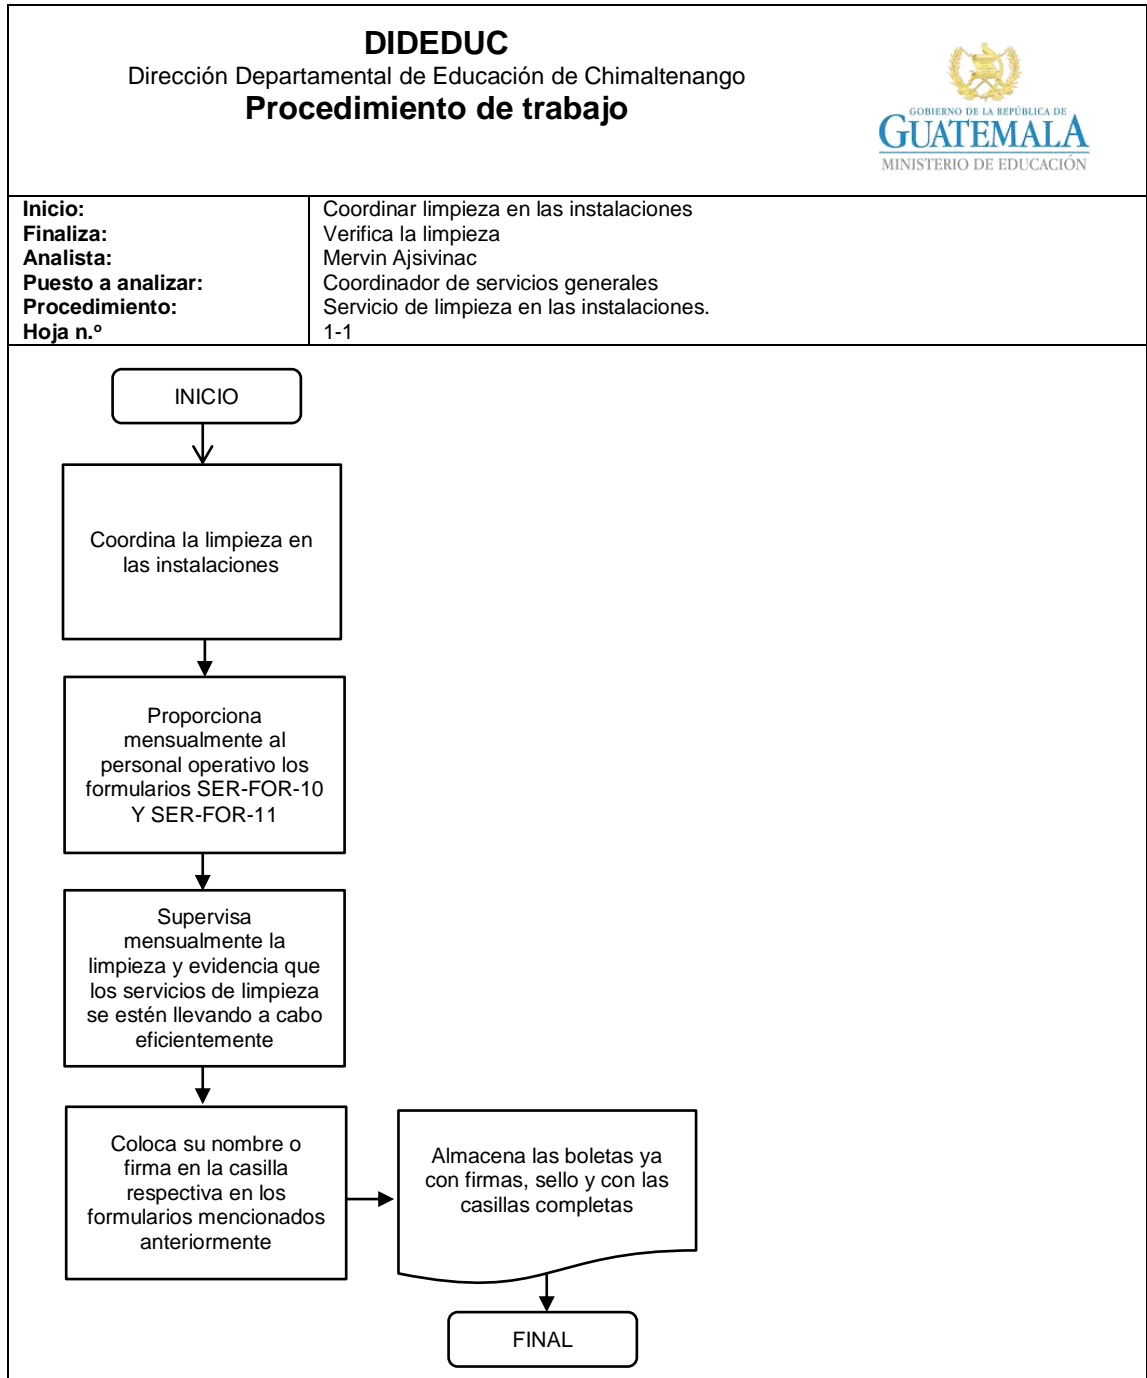 DIDEDUC
Dirección Departamental de Educación de Chimaltenango
Procedimiento de trabajo
GOBIERNO DE LA REPÚBLICA DE
GUATEMALA
MINISTERIO DE EDUCACIÓN
Inicio: Coordinar limpieza en las instalaciones
Finaliza: Verifica la limpieza
Analista: Mervin Ajsivinac
Puesto a analizar: Coordinador de servicios generales
Procedimiento: Servicio de limpieza en las instalaciones.
Hoja n.º 1-1
INICIO
Coordina la limpieza en
las instalaciones
Proporciona
mensualmente al
personal operativo los
formularios SER-FOR-10
Y SER-FOR-11
Supervisa
mensualmente la
limpieza y evidencia que
los servicios de limpieza
se estén llevando a cabo
eficientemente
Coloca su nombre o
firma en la casilla
respectiva en los
formularios mencionados
anteriormente
Almacena las boletas ya
con firmas, sello y con las
casillas completas
FINAL